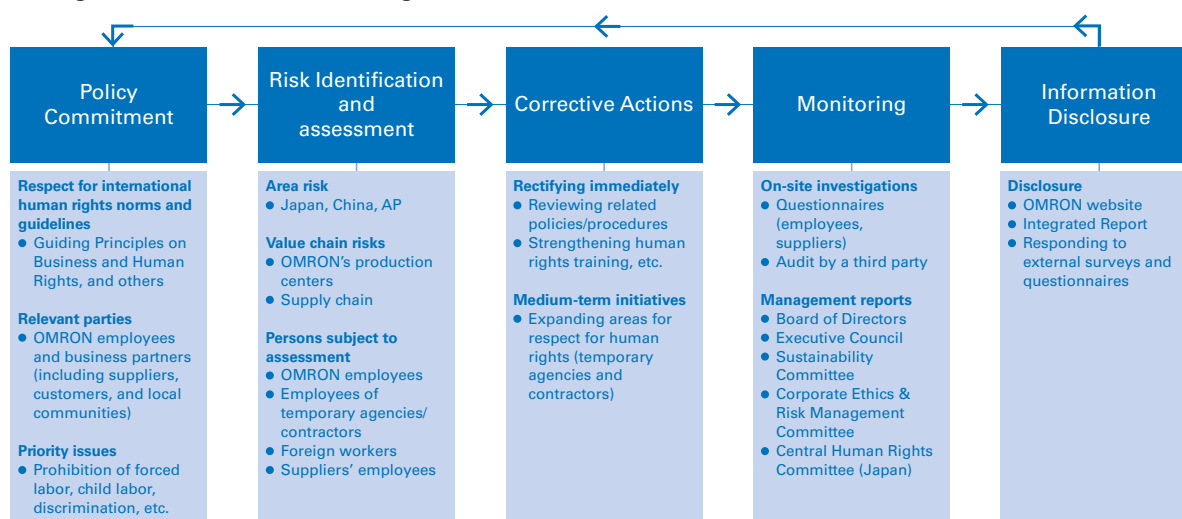 Policy
Commitment
Risk Identification
and
assessment
Corrective Actions
Monitoring
Information
Disclosure
Respect for international
human rights norms and
guidelines
● Guiding Principles on
Business and Human
Rights, and others
Relevant parties
● OMRON employees
and business partners
(including suppliers,
customers, and local
communities)
Priority issues
● Prohibition of forced
labor, child labor,
discrimination, etc.
Area risk
● Japan, China, AP
Value chain risks
● OMRON's production
centers
● Supply chain
Persons subject to
assessment
● OMRON employees
● Employees of
temporary agencies/
contractors
● Foreign workers
● Suppliers' employees
Rectifying immediately
● Reviewing related
policies/procedures
● Strengthening human
rights training, etc.
Medium-term initiatives
● Expanding areas for
respect for human
rights (temporary
agencies and
contractors)
On-site investigations
● Questionnaires
(employees,
suppliers)
● Audit by a third party
Management reports
● Board of Directors
● Executive Council
● Sustainability
Committee
● Corporate Ethics &
Risk Management
Committee
● Central Human Rights
Committee (Japan)
Disclosure
● OMRON website
● Integrated Report
● Responding to
external surveys and
questionnaires